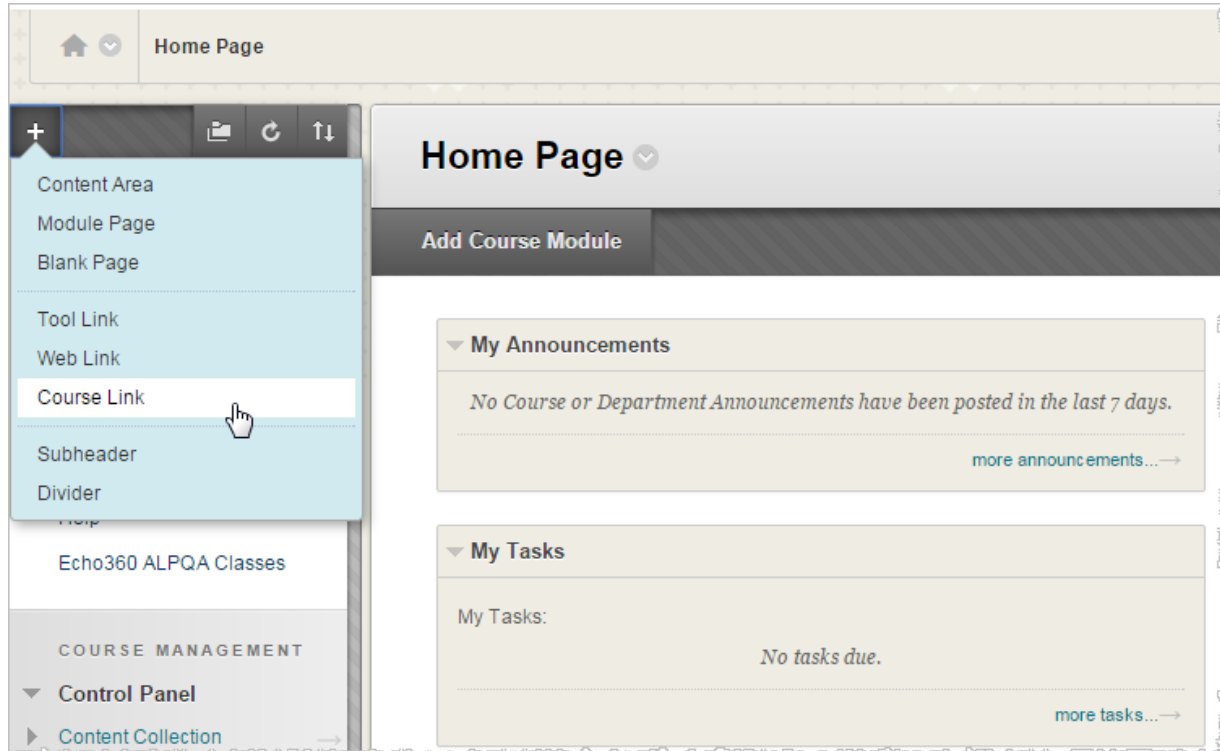 Home Page
+
Home Page
Add Course Module
Content Area
Module Page
Blank Page
Tool Link
Web Link
Course Link
Subheader
Divider
Help
Echo360 ALPQA Classes
COURSE MANAGEMENT
Control Panel
Content Collection
My Announcements
No Course or Department Announcements have been posted in the last 7 days.
more announcements...
My Tasks
My Tasks:
No tasks due.
more tasks...